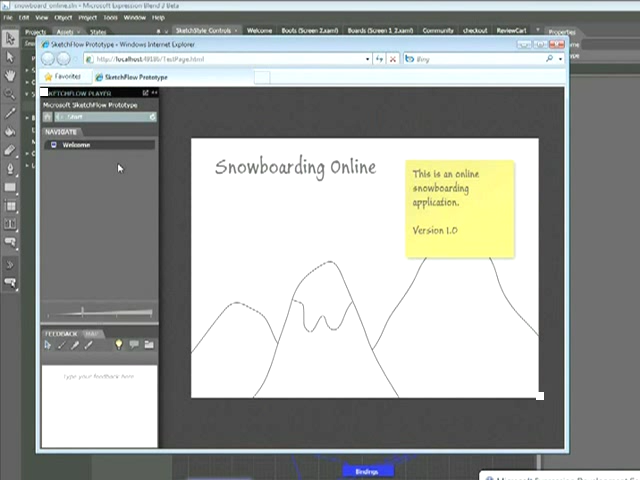 snowboard_online.sln - Microsoft Expression Blend 3 Beta
File Edit View Object Project Tools Window Help
Projects Assets States SketchStyle Controls Welcome Boots (Screen 2.xaml) Boards (Screen 1.xaml) Community checkout ReviewCart Properties
SketchFlow Prototype - Windows Internet Explorer
http://localhost:49186/TestPage.html
Bing
Favorites SketchFlow Prototype
SKETCHFLOW PLAYER
Microsoft SketchFlow Prototype
Start
NAVIGATE
Welcome
Snowboarding Online
This is an online
snowboarding
application.
Version 1.0
FEEDBACK MAP
Type your feedback here
Bindings